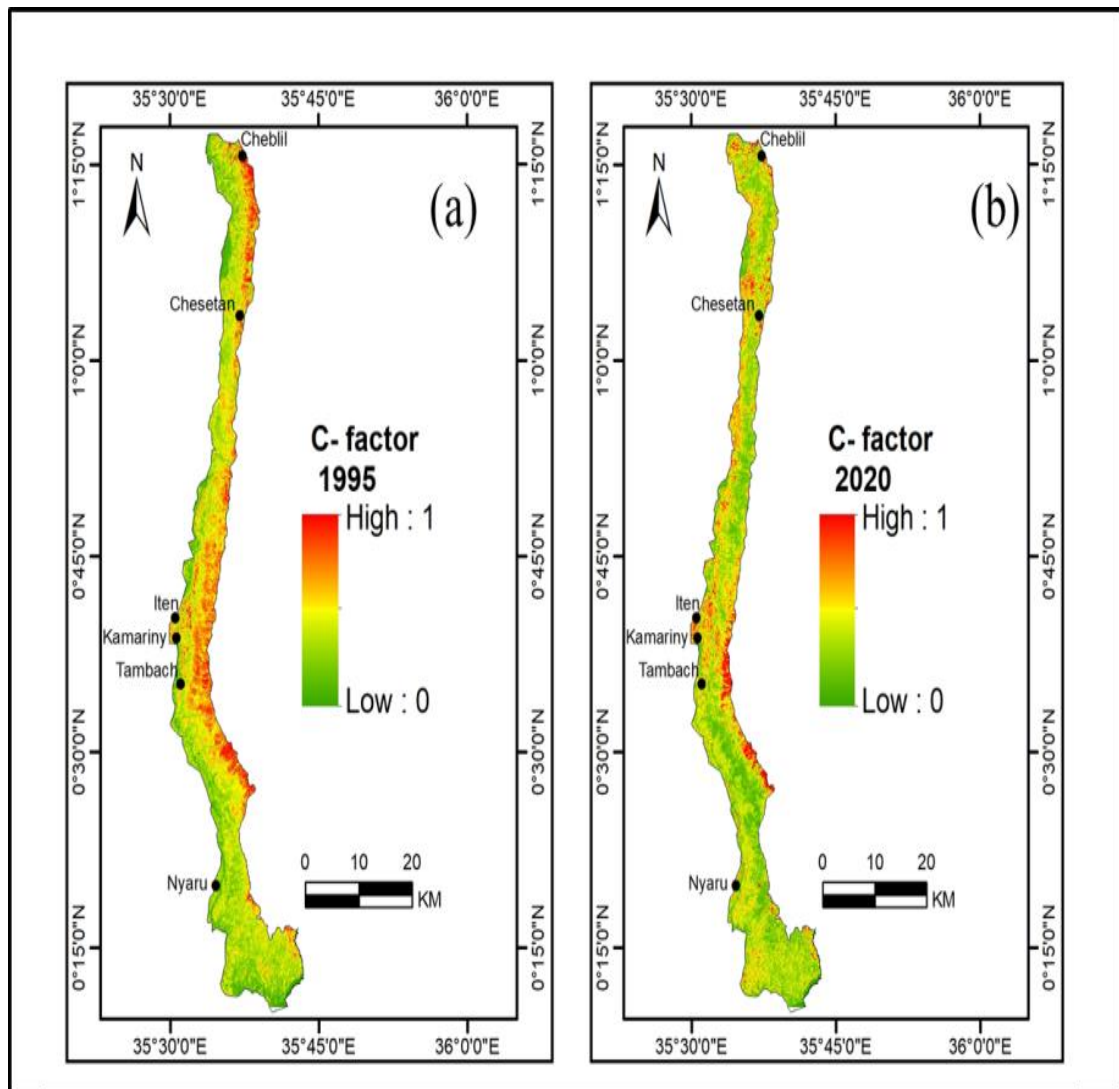 35°30'0"E 35°45'0"E 36°0'0"E
1°15'0"N
1°0'0"N
0°45'0"N
0°30'0"N
0°15'0"N
N
(a)
Cheblil
Chesetan
Iten
Kamariny
Tambach
Nyaru
C- factor
1995
High : 1
Low : 0
0 10 20
KM
1°15'0"N
1°0'0"N
0°45'0"N
0°30'0"N
0°15'0"N
35°30'0"E 35°45'0"E 36°0'0"E
35°30'0"E 35°45'0"E 36°0'0"E
1°15'0"N
1°0'0"N
0°45'0"N
0°30'0"N
0°15'0"N
N
(b)
Cheblil
Chesetan
Iten
Kamariny
Tambach
Nyaru
C- factor
2020
High : 1
Low : 0
0 10 20
KM
1°15'0"N
1°0'0"N
0°45'0"N
0°30'0"N
0°15'0"N
35°30'0"E 35°45'0"E 36°0'0"E